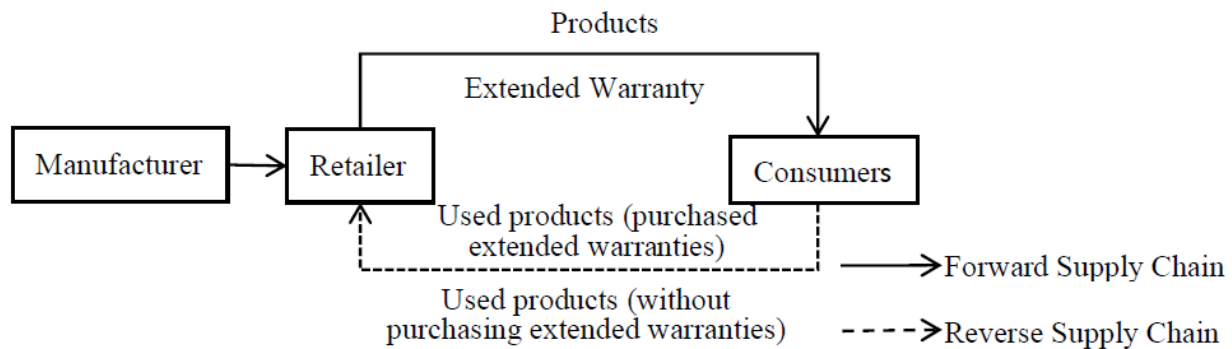 Products
Extended Warranty
Manufacturer
Retailer
Consumers
Used products (purchased
extended warranties)
Used products (without
purchasing extended warranties)
Forward Supply Chain
Reverse Supply Chain